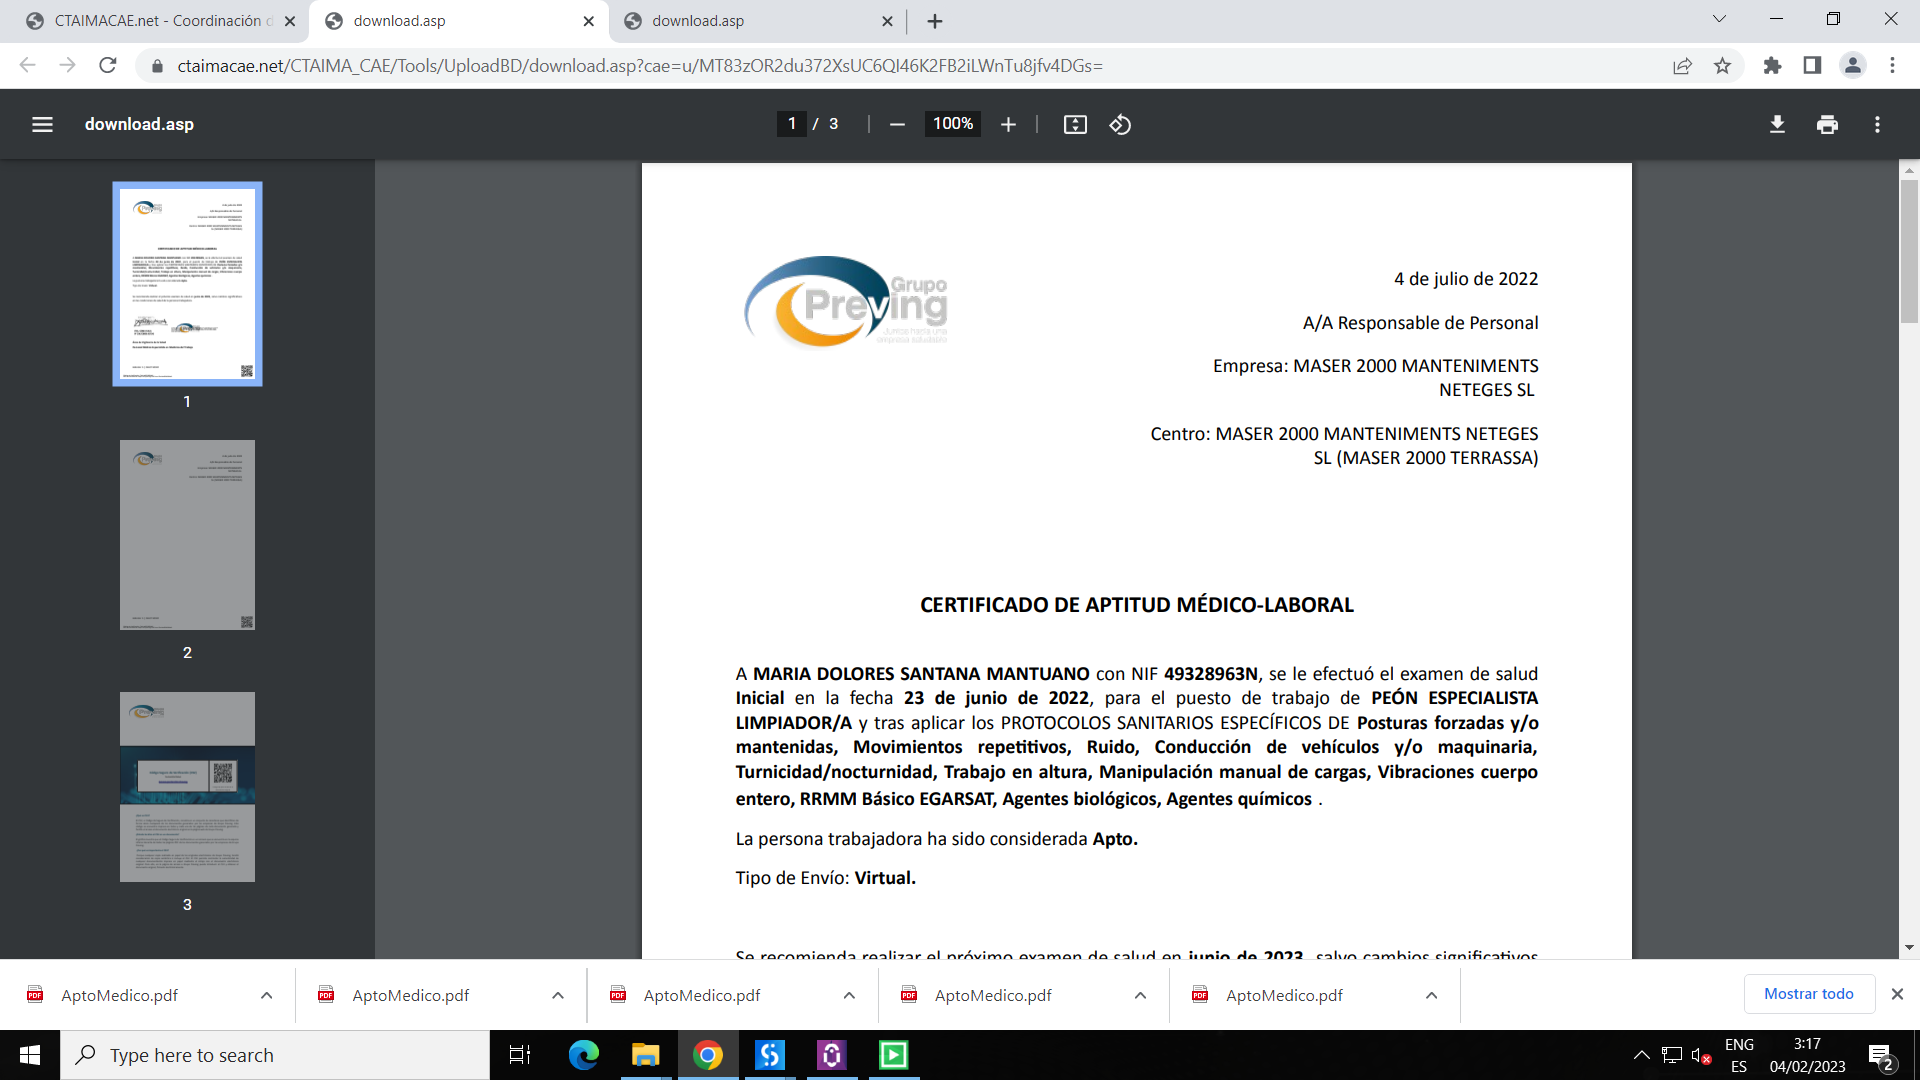 CTAIMACAE.net - Coordinación d
download.asp
download.asp
ctaimacae.net/CTAIMA_CAE/Tools/UploadBD/download.asp?cae=u/MT83zOR2du372XsUC6QI46K2FB2iLWnTu8jfv4DGs=
download.asp
1 / 3
100%
1
2
3
Grupo
Preving
Juntos hacia una
empresa saludable
4 de julio de 2022
A/A Responsable de Personal
Empresa: MASER 2000 MANTENIMENTS
NETEGES SL
Centro: MASER 2000 MANTENIMENTS NETEGES
SL (MASER 2000 TERRASSA)
CERTIFICADO DE APTITUD MÉDICO-LABORAL
A MARIA DOLORES SANTANA MANTUANO con NIF 49328963N, se le efectuó el examen de salud
Inicial en la fecha 23 de junio de 2022, para el puesto de trabajo de PEÓN ESPECIALISTA
LIMPIADOR/A y tras aplicar los PROTOCOLOS SANITARIOS ESPECÍFICOS DE Posturas forzadas y/o
mantenidas, Movimientos repetitivos, Ruido, Conducción de vehículos y/o maquinaria,
Turnicidad/nocturnidad, Trabajo en altura, Manipulación manual de cargas, Vibraciones cuerpo
entero, RRMM Básico EGARSAT, Agentes biológicos, Agentes químicos .
La persona trabajadora ha sido considerada Apto.
Tipo de Envío: Virtual.
Se recomienda realizar el próximo examen de salud en junio de 2023, salvo cambios significativos
AptoMedico.pdf
AptoMedico.pdf
AptoMedico.pdf
AptoMedico.pdf
AptoMedico.pdf
Mostrar todo
Type here to search
ENG
ES
3:17
04/02/2023
2